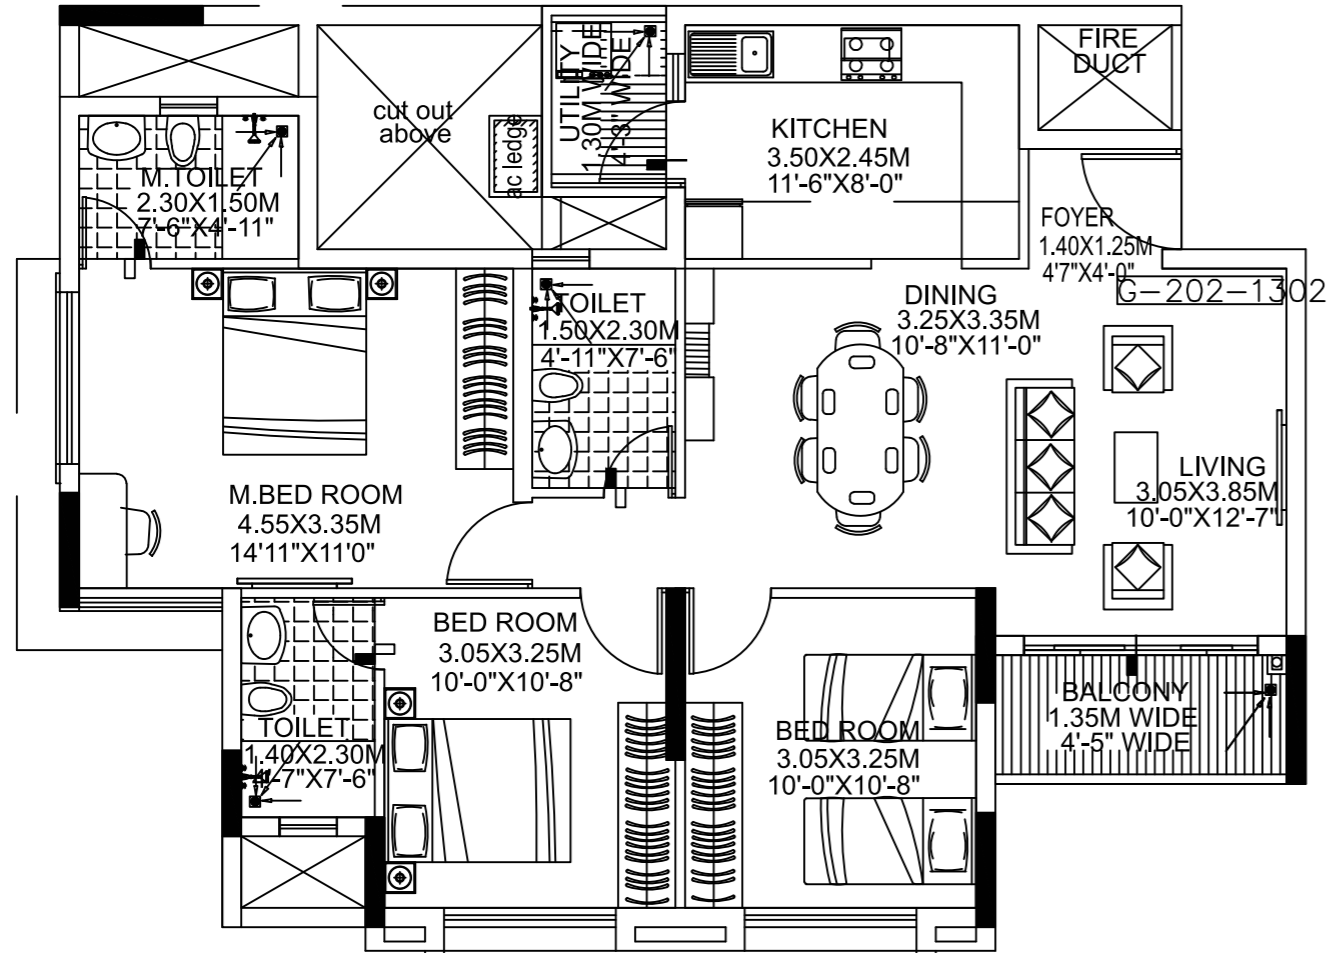 FIRE
DUCT
cut out
above
ac ledge
UTILITY
1.30M WIDE
4'-3" WIDE
KITCHEN
3.50X2.45M
11'-6"X8'-0"
M.TOILET
2.30X1.50M
7'-6"X4'-11"
FOYER
1.40X1.25M
4'7"X4'-0"
G-202-1302
DINING
3.25X3.35M
10'-8"X11'-0"
TOILET
1.50X2.30M
4'-11"X7'-6"
LIVING
3.05X3.85M
10'-0"X12'-7"
M.BED ROOM
4.55X3.35M
14'11"X11'0"
BED ROOM
3.05X3.25M
10'-0"X10'-8"
BALCONY
1.35M WIDE
4'-5" WIDE
TOILET
1.40X2.30M
4'-7"X7'-6"
BED ROOM
3.05X3.25M
10'-0"X10'-8"